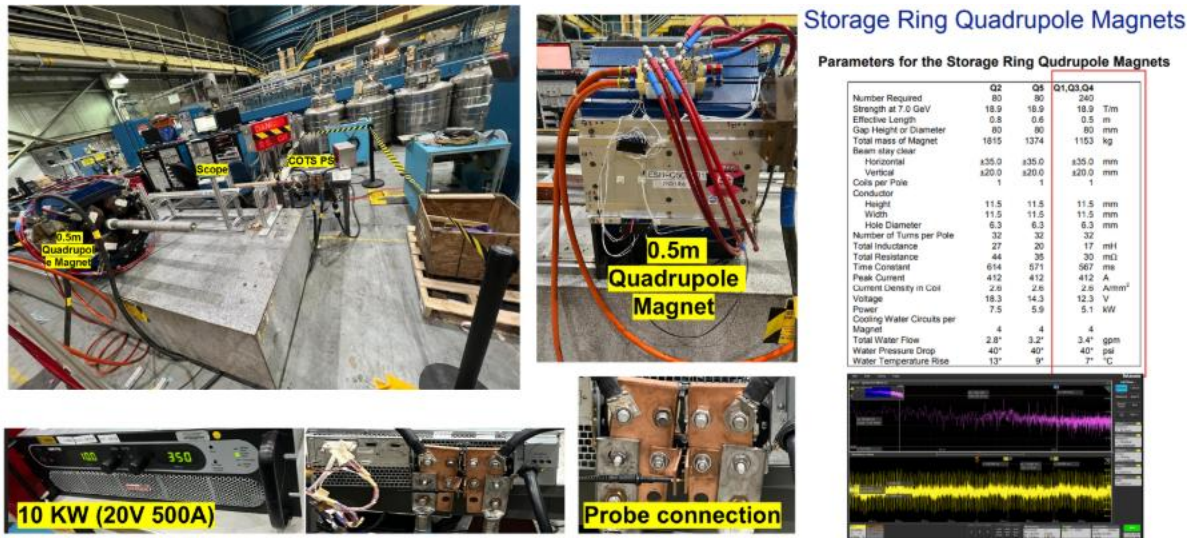 Storage Ring Quadrupole Magnets
Parameters for the Storage Ring Qudrupole Magnets
Q2 Q5 Q1,Q3,Q4
Number Required 80 80 240
Strength at 7.0 GeV 18.9 18.9 18.9 T/m
Effective Length 0.8 0.6 0.5 m
Gap Height or Diameter 80 80 80 mm
Total mass of Magnet 1815 1374 1153 kg
Beam stay clear
Horizontal ±35.0 ±35.0 ±35.0 mm
Vertical ±20.0 ±20.0 ±20.0 mm
Coils per Pole 1 1 1
Conductor
Height 11.5 11.5 11.5 mm
Width 11.5 11.5 11.5 mm
Hole Diameter 6.3 6.3 6.3 mm
Number of Turns per Pole 32 32 32
Total Inductance 27 20 17 mH
Total Resistance 44 35 30 mΩ
Time Constant 614 571 567 ms
Peak Current 412 412 412 A
Current Density in Coil 2.6 2.6 2.6 A/mm²
Voltage 18.3 14.3 12.3 V
Power 7.5 5.9 5.1 kW
Cooling Water Circuits per
Magnet 4 4 4
Total Water Flow 2.8* 3.2* 3.4* gpm
Water Pressure Drop 40* 40* 40* psi
Water Temperature Rise 13* 9* 7* °C
Scope
COTS PS
0.5m
Quadrupol
e Magnet
0.5m
Quadrupole
Magnet
350
10 KW (20V 500A)
Probe connection